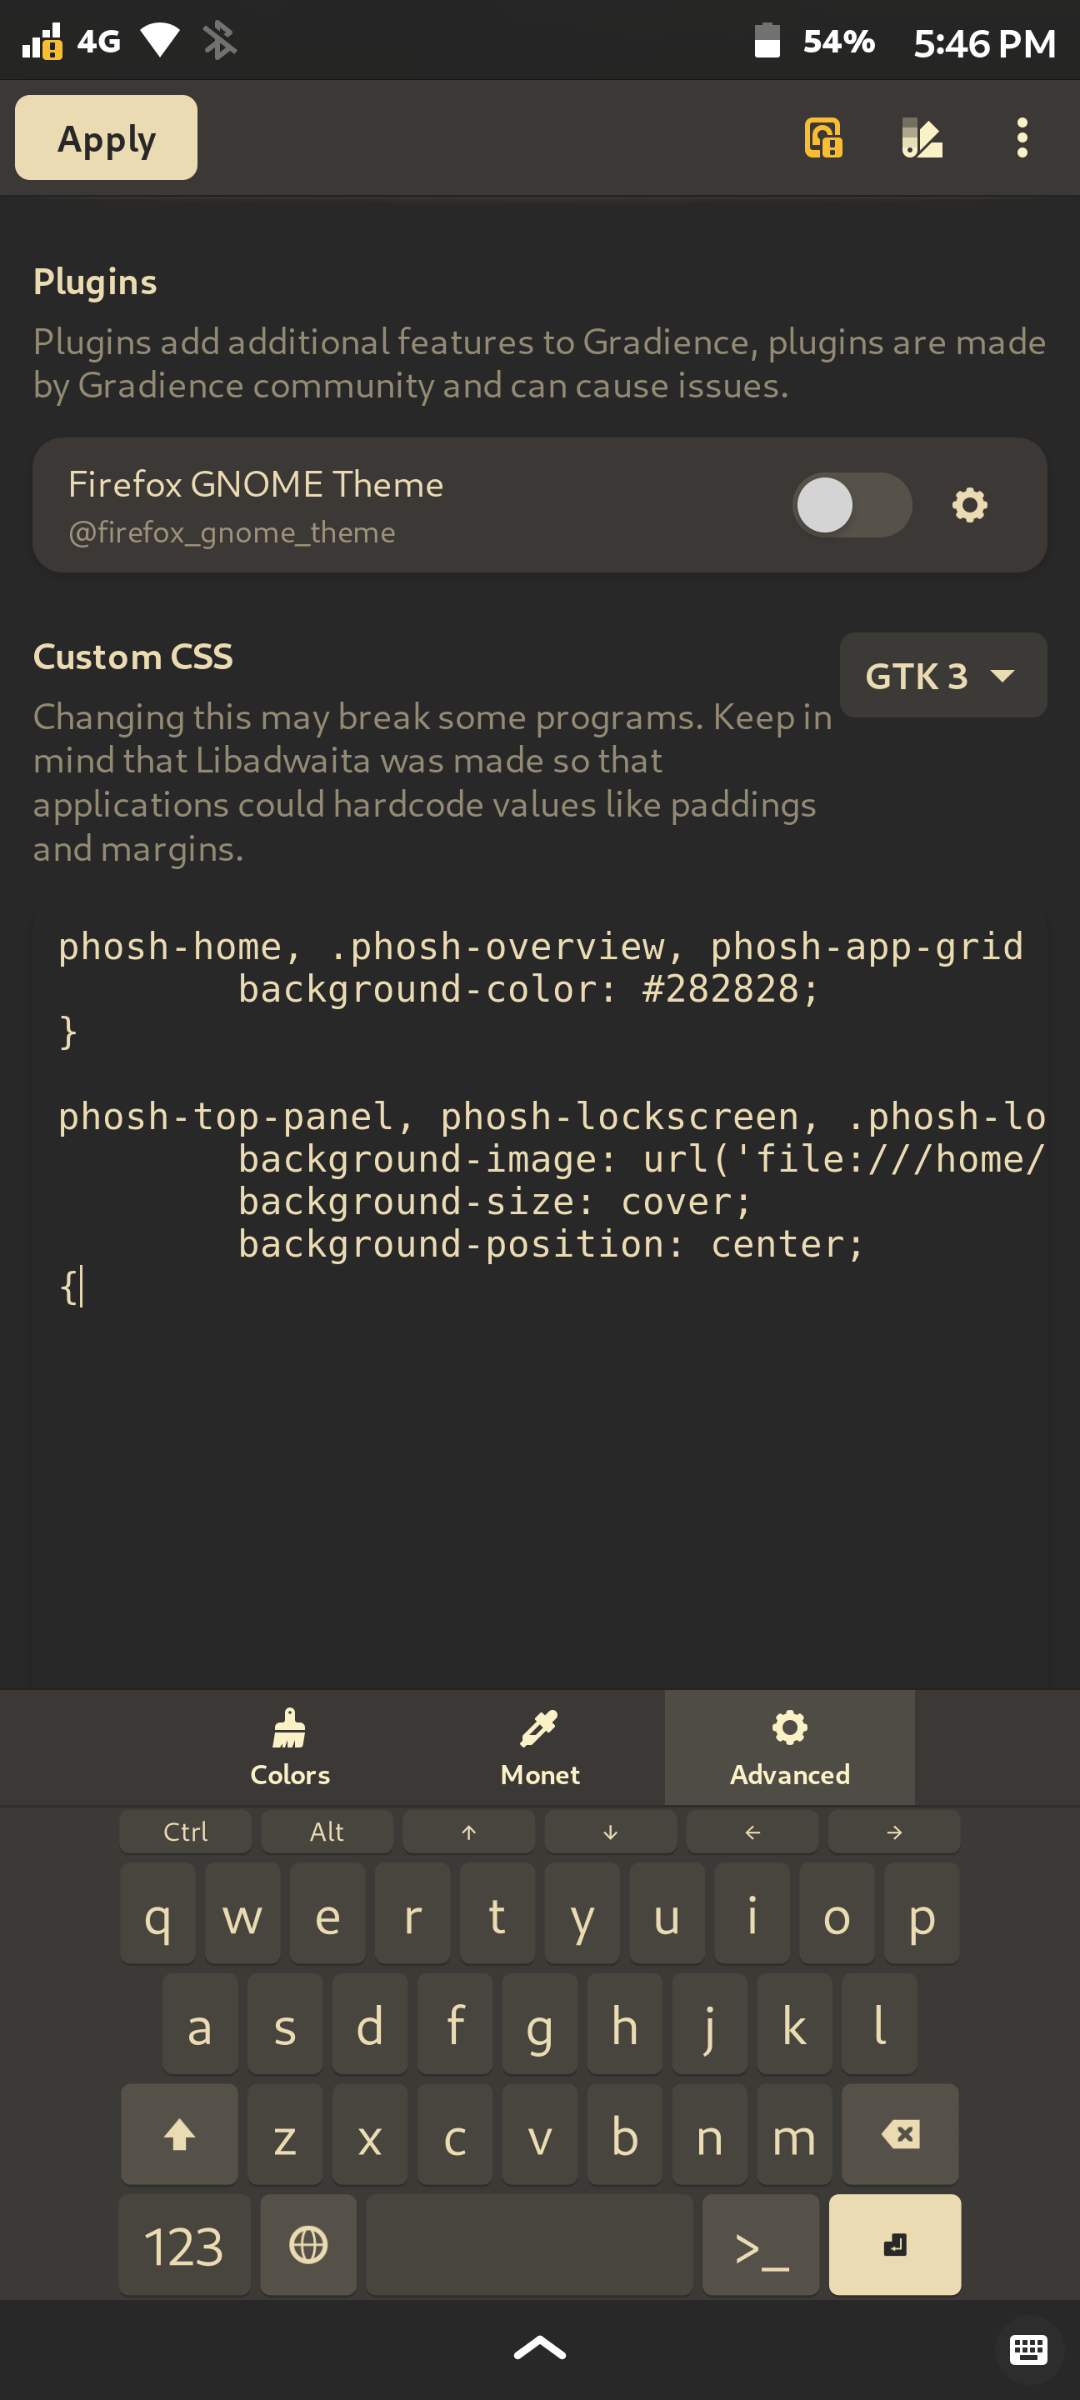 4G 54% 5:46 PM
Apply
Plugins
Plugins add additional features to Gradience, plugins are made
by Gradience community and can cause issues.
Firefox GNOME Theme
@firefox_gnome_theme
Custom CSS
GTK 3
Changing this may break some programs. Keep in
mind that Libadwaita was made so that
applications could hardcode values like paddings
and margins.
phosh-home, .phosh-overview, phosh-app-grid
background-color: #282828;
}
phosh-top-panel, phosh-lockscreen, .phosh-lo
background-image: url('file:///home/
background-size: cover;
background-position: center;
{
Colors Monet Advanced
Ctrl Alt ↑ ↓ ← →
q w e r t y u i o p
a s d f g h j k l
z x c v b n m
123 >_